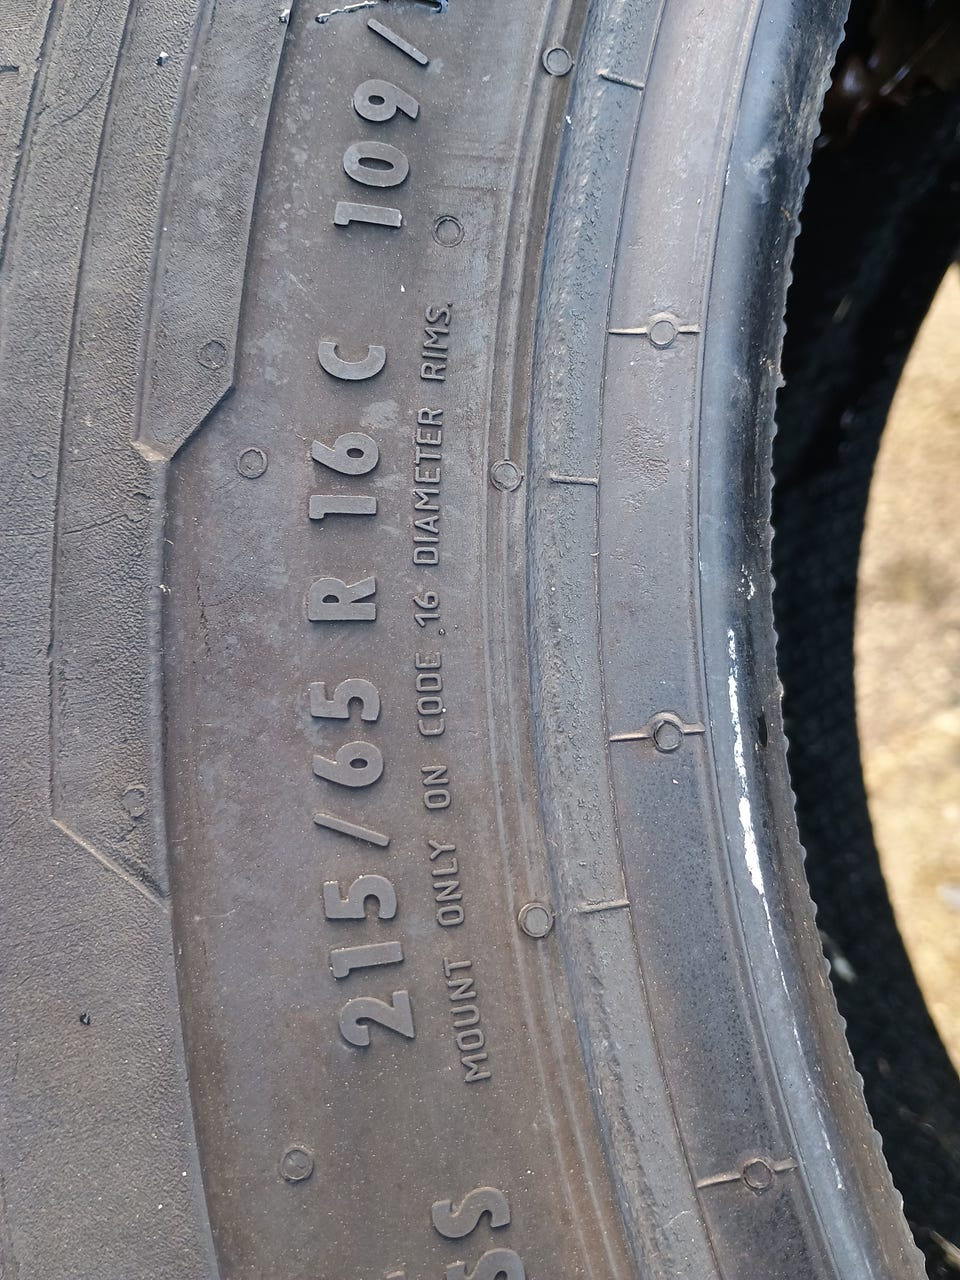 215/65 R 16 C 109/
MOUNT ONLY ON CODE .16 DIAMETER RIMS.